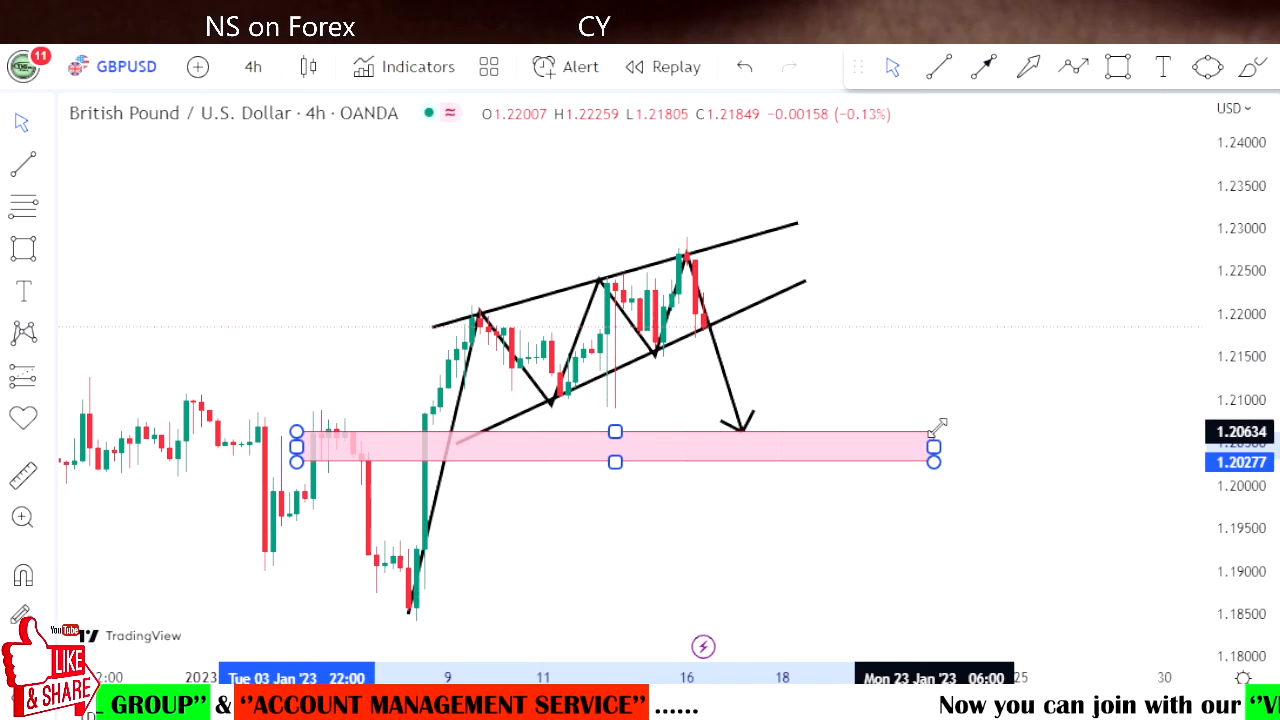 NS on Forex CY
11 GBPUSD 4h Indicators Alert Replay
British Pound / U.S. Dollar · 4h · OANDA O1.22007 H1.22259 L1.21805 C1.21849 −0.00158 (−0.13%) USD
1.24000
1.23500
1.23000
1.22500
1.22000
1.21500
1.21000
1.20634
1.20277
1.20000
1.19500
1.19000
1.18500
1.18000
TradingView
2023 Tue 03 Jan '23 22:00 9 11 16 18 Mon 23 Jan '23 06:00 25 30
YouTube
LIKE
& SHARE
GROUP” & “ACCOUNT MANAGEMENT SERVICE” ...... Now you can join with our